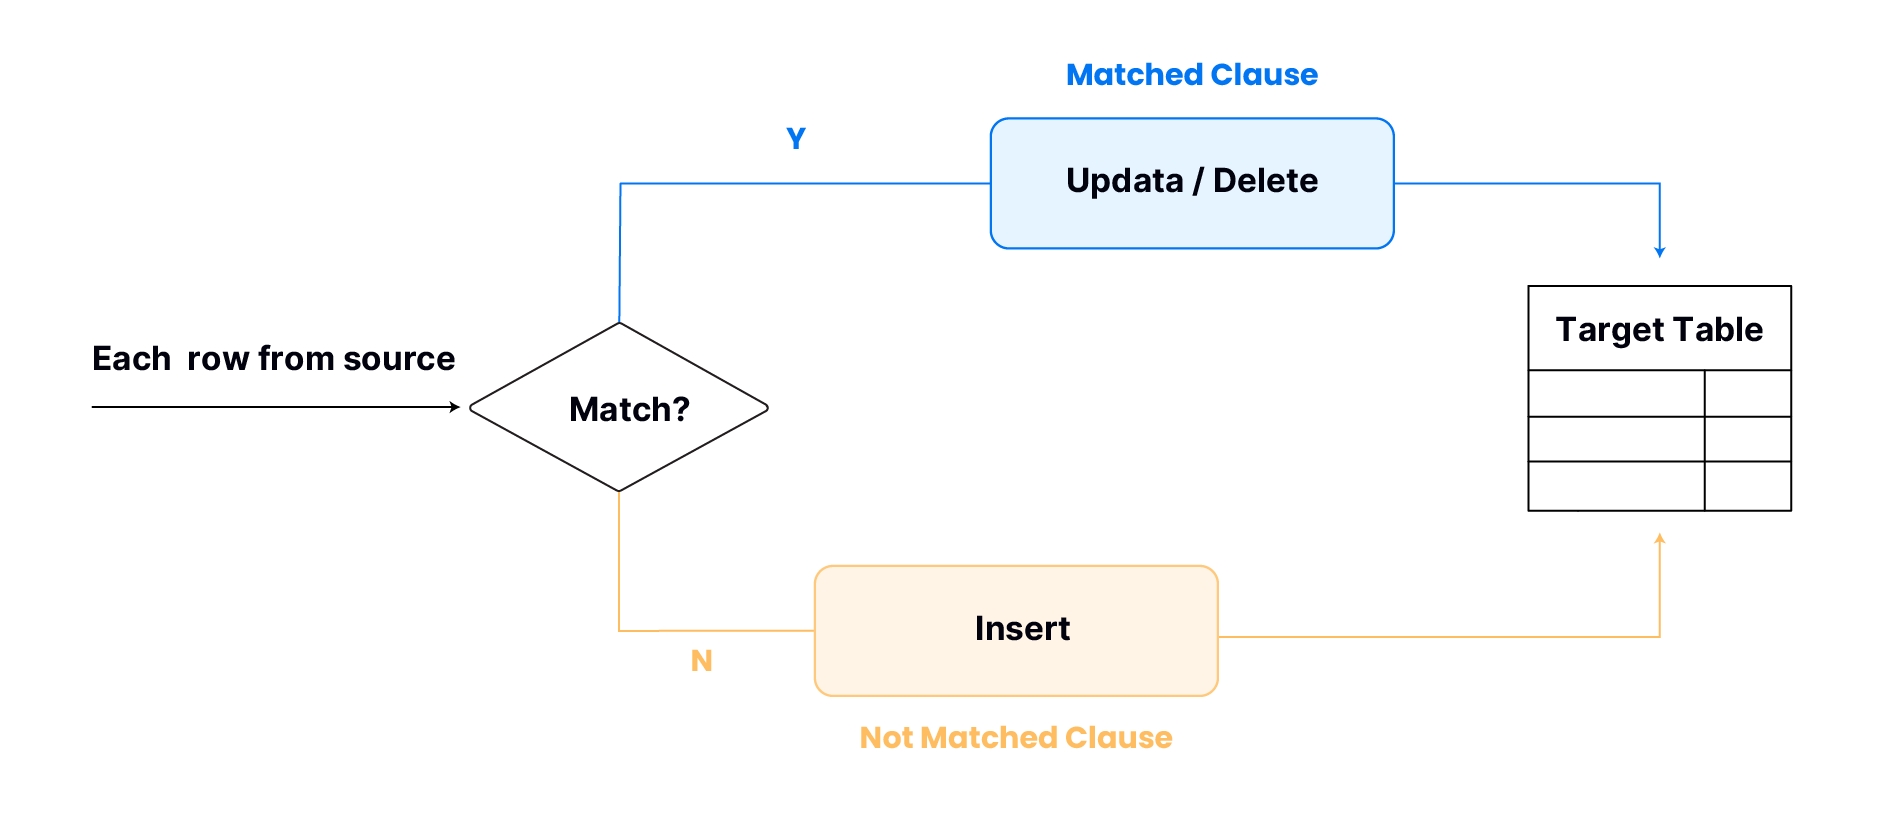 Matched Clause
Y
Updata / Delete
Target Table
Each row from source
Match?
Insert
N
Not Matched Clause